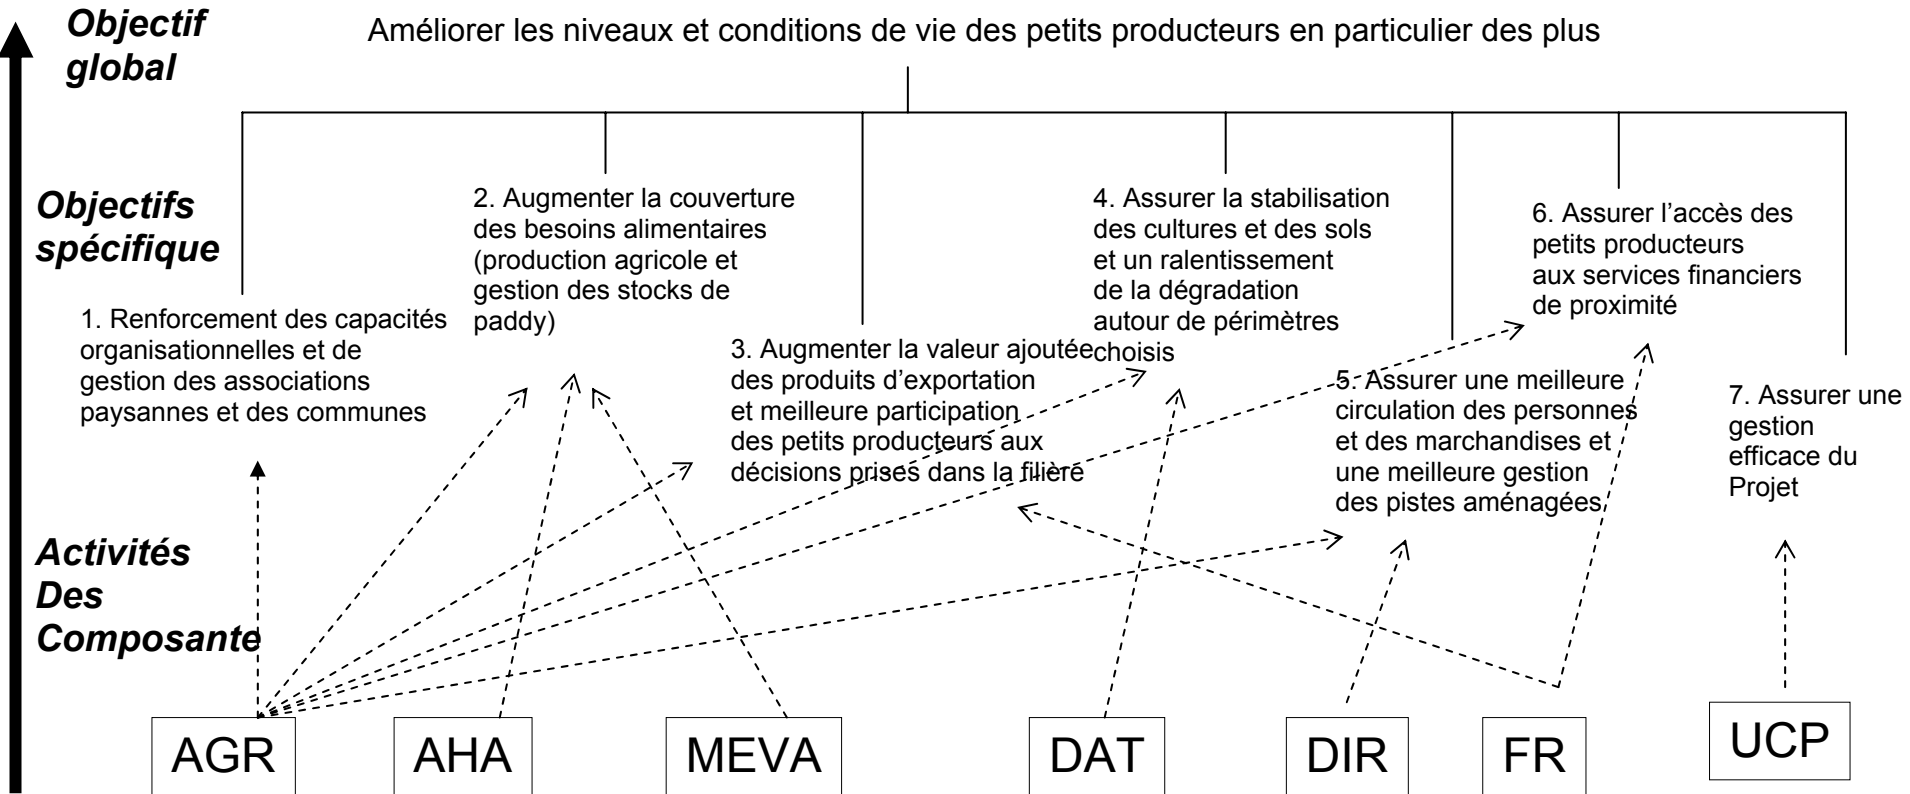 Objectif
global
Améliorer les niveaux et conditions de vie des petits producteurs en particulier des plus
Objectifs
spécifique
1. Renforcement des capacités
organisationnelles et de
gestion des associations
paysannes et des communes
2. Augmenter la couverture
des besoins alimentaires
(production agricole et
gestion des stocks de
paddy)
3. Augmenter la valeur ajoutée
des produits d’exportation
et meilleure participation
des petits producteurs aux
décisions prises dans la filière
4. Assurer la stabilisation
des cultures et des sols
et un ralentissement
de la dégradation
autour de périmètres
choisis
5. Assurer une meilleure
circulation des personnes
et des marchandises et
une meilleure gestion
des pistes aménagées
6. Assurer l’accès des
petits producteurs
aux services financiers
de proximité
7. Assurer une
gestion
efficace du
Projet
Activités
Des
Composante
AGR
AHA
MEVA
DAT
DIR
FR
UCP